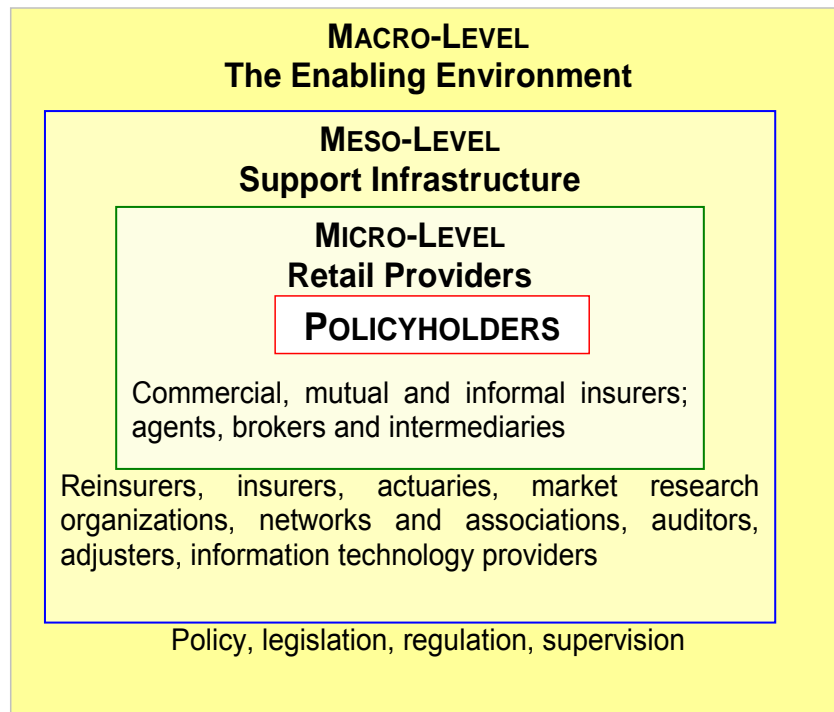 MACRO-LEVEL
The Enabling Environment
MESO-LEVEL
Support Infrastructure
MICRO-LEVEL
Retail Providers
POLICYHOLDERS
Commercial, mutual and informal insurers;
agents, brokers and intermediaries
Reinsurers, insurers, actuaries, market research
organizations, networks and associations, auditors,
adjusters, information technology providers
Policy, legislation, regulation, supervision